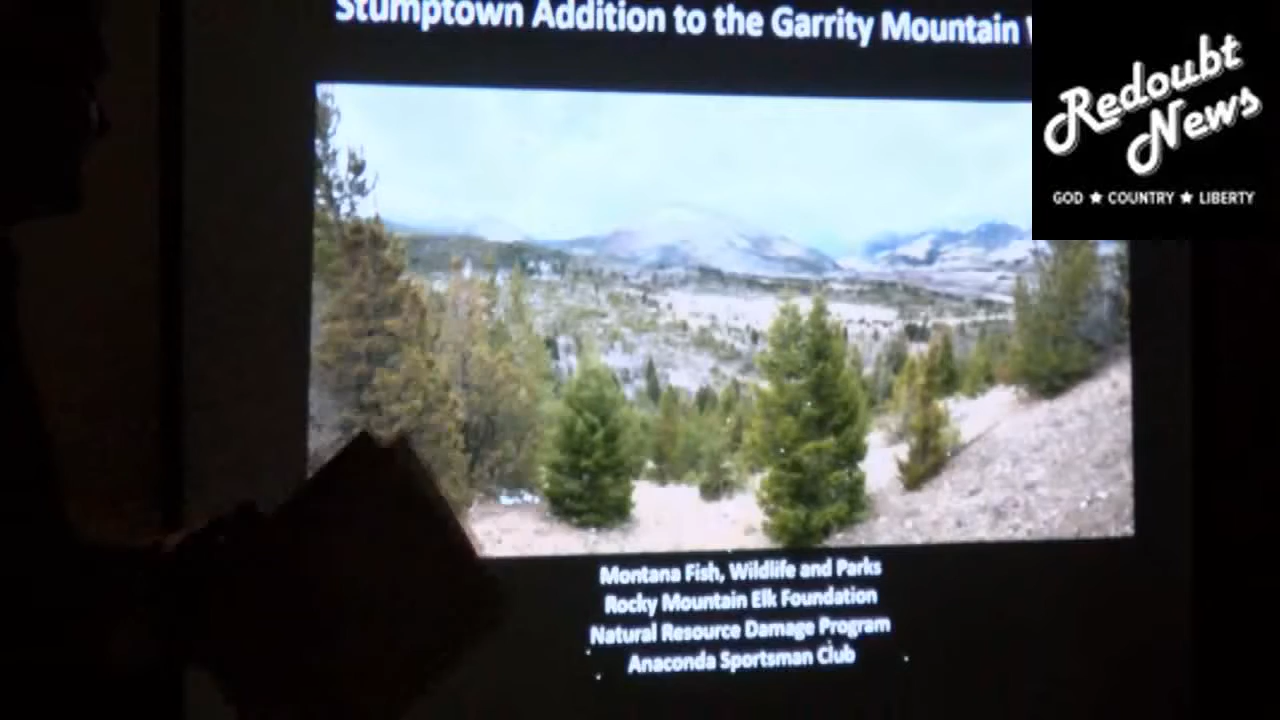 Stumptown Addition to the Garrity Mountain
Redoubt
News
GOD ★ COUNTRY ★ LIBERTY
Montana Fish, Wildlife and Parks
Rocky Mountain Elk Foundation
Natural Resource Damage Program
Anaconda Sportsman Club